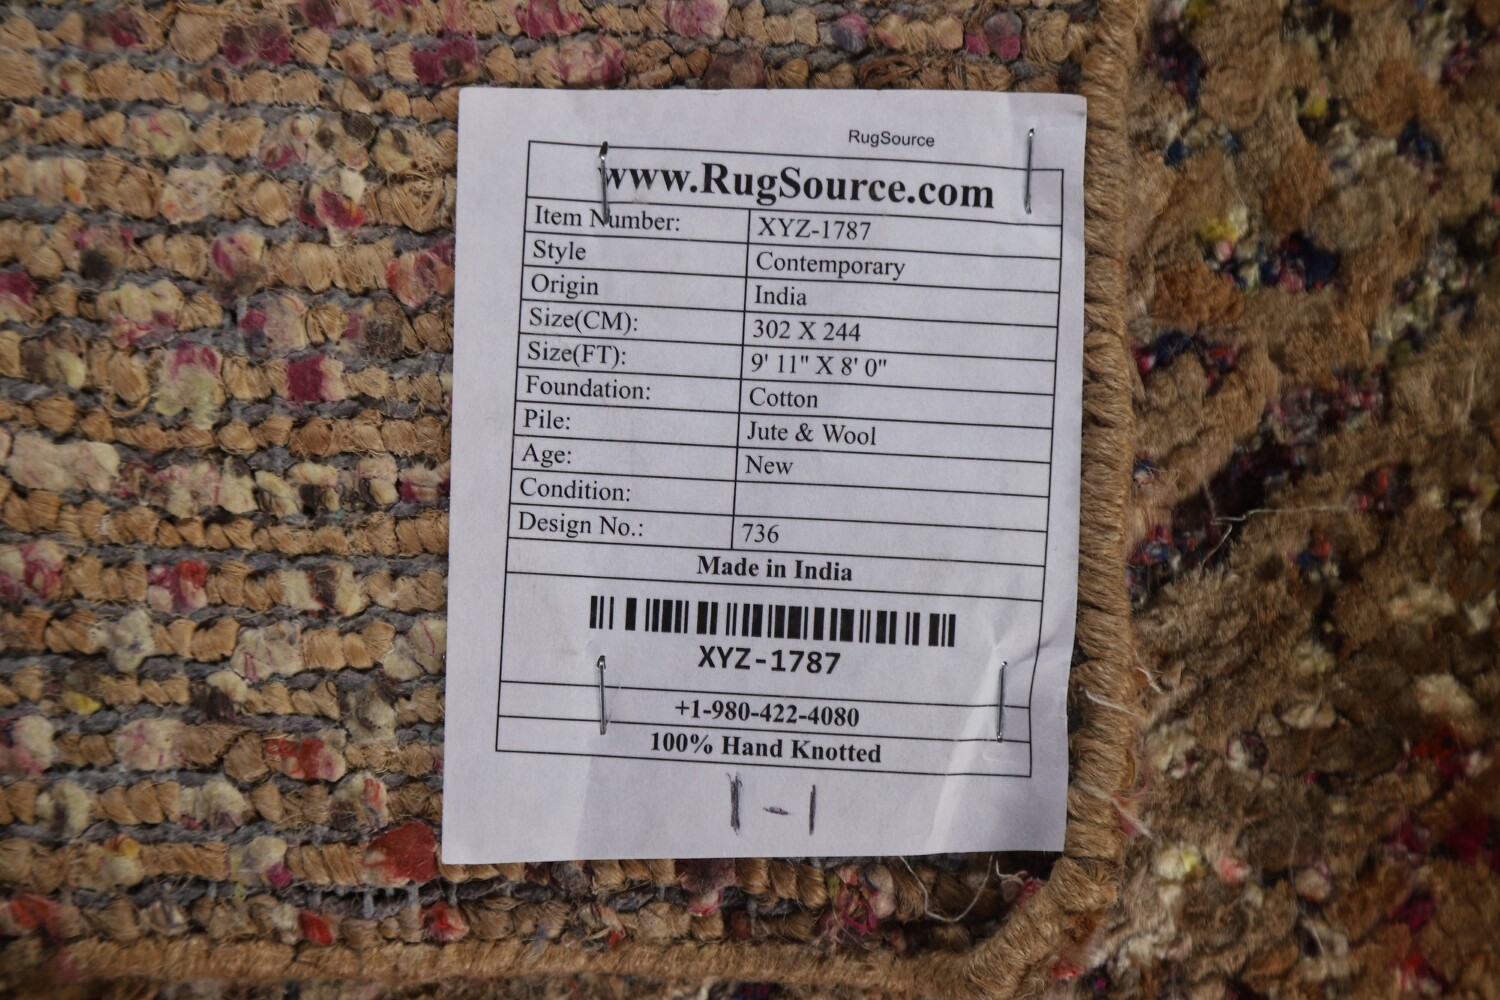 RugSource
www.RugSource.com
Item Number: XYZ-1787
Style Contemporary
Origin India
Size(CM): 302 X 244
Size(FT): 9' 11" X 8' 0"
Foundation: Cotton
Pile: Jute & Wool
Age: New
Condition:
Design No.: 736
Made in India
XYZ-1787
+1-980-422-4080
100% Hand Knotted
1 - 1